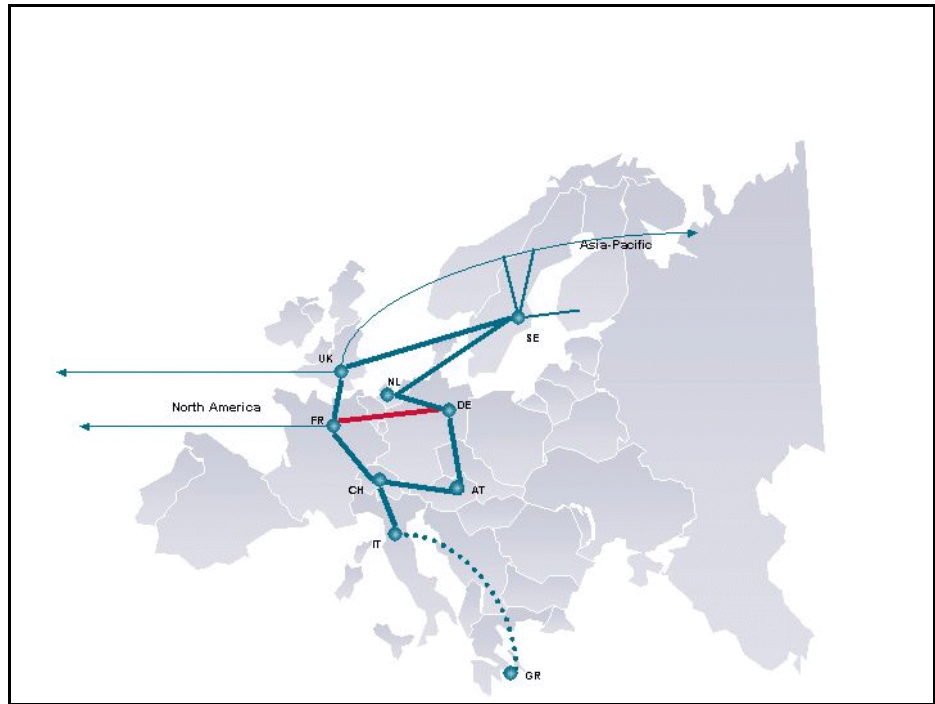 Asia-Pacific
SE
UK
NL
North America
DE
FR
CH
AT
IT
GR